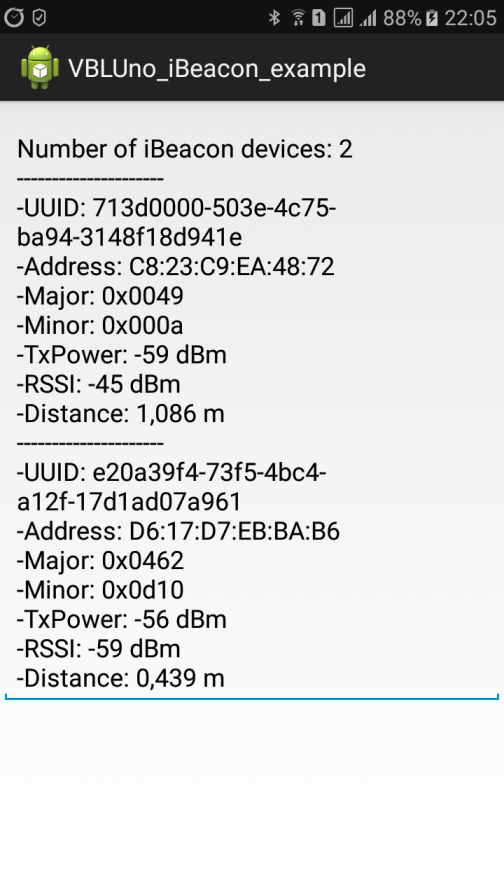 1 88% 22:05
VBLUno_iBeacon_example
Number of iBeacon devices: 2
---------------------
-UUID: 713d0000-503e-4c75-
ba94-3148f18d941e
-Address: C8:23:C9:EA:48:72
-Major: 0x0049
-Minor: 0x000a
-TxPower: -59 dBm
-RSSI: -45 dBm
-Distance: 1,086 m
---------------------
-UUID: e20a39f4-73f5-4bc4-
a12f-17d1ad07a961
-Address: D6:17:D7:EB:BA:B6
-Major: 0x0462
-Minor: 0x0d10
-TxPower: -56 dBm
-RSSI: -59 dBm
-Distance: 0,439 m